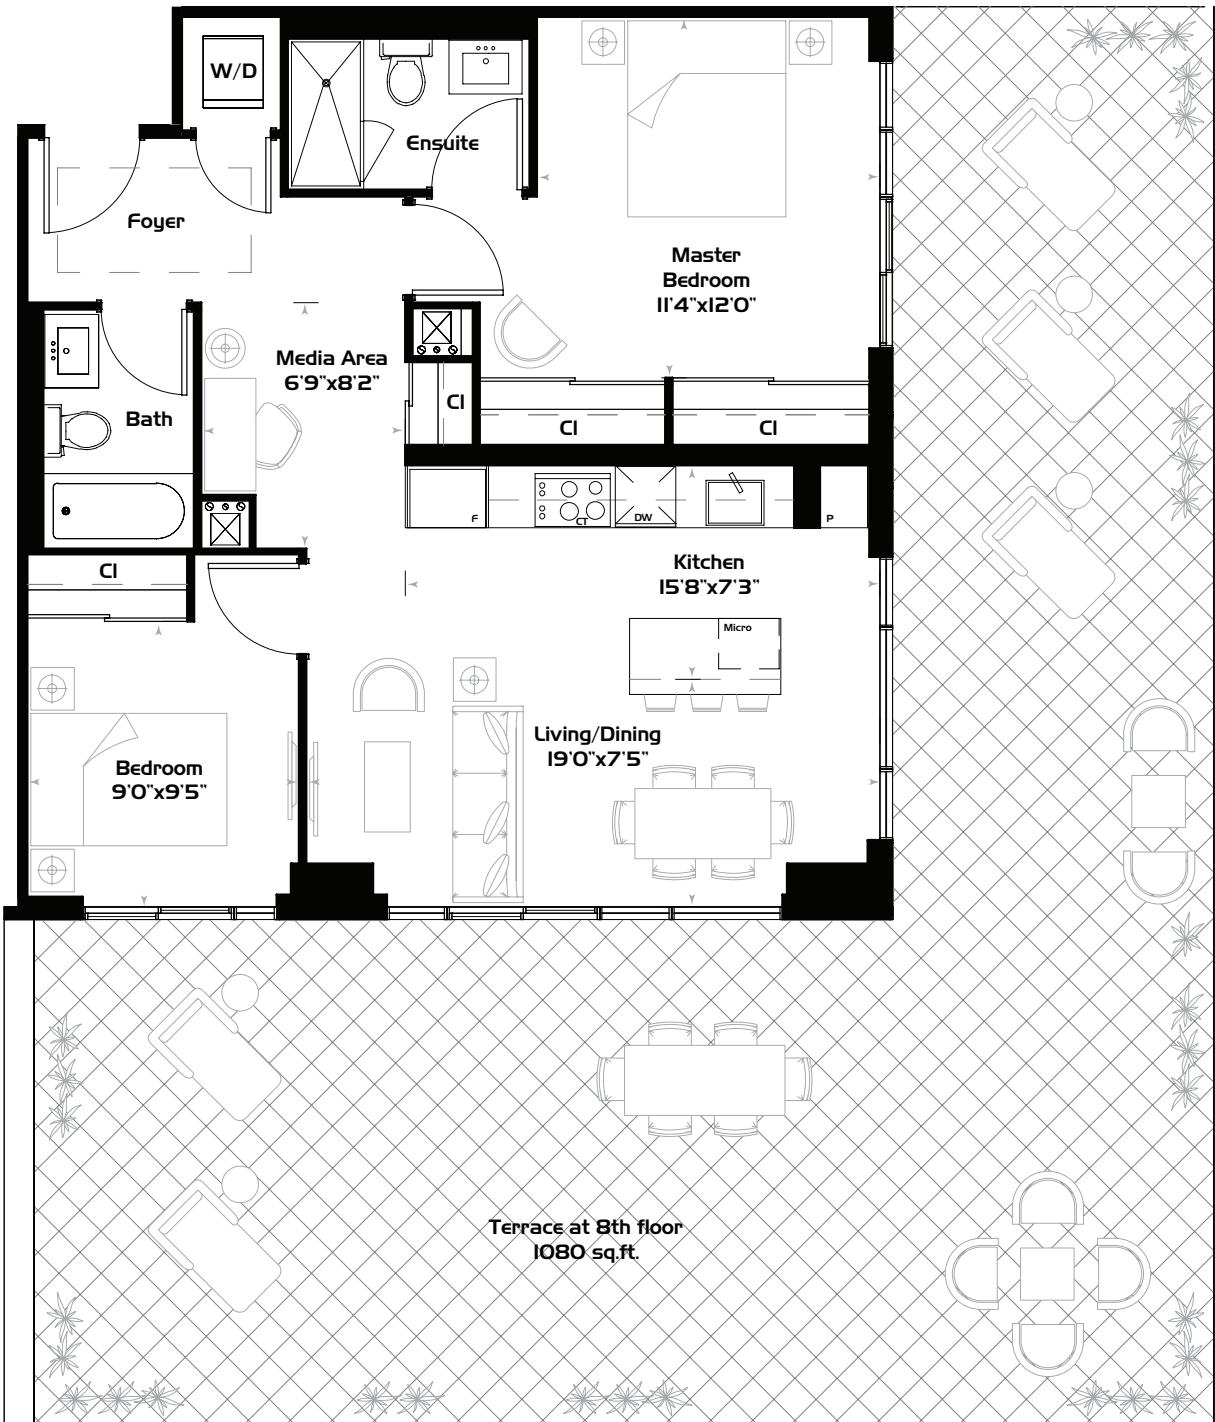 W/D
Ensuite
Foyer
Master
Bedroom
11'4"x12'0"
Media Area
6'9"x8'2"
Bath
Cl
Cl
Cl
F
CT
DW
P
Kitchen
15'8"x7'3"
Cl
Micro
Living/Dining
19'0"x7'5"
Bedroom
9'0"x9'5"
Terrace at 8th floor
1080 sq.ft.